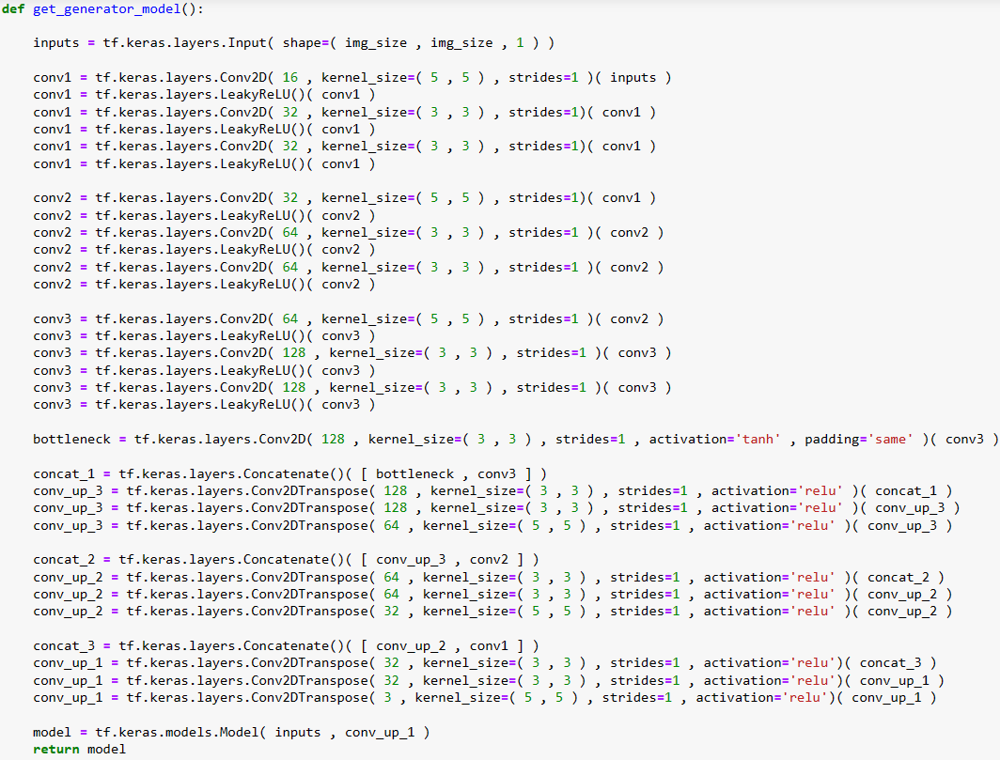 def get_generator_model():
inputs = tf.keras.layers.Input( shape=( img_size , img_size , 1 ) )
conv1 = tf.keras.layers.Conv2D( 16 , kernel_size=( 5 , 5 ) , strides=1 )( inputs )
conv1 = tf.keras.layers.LeakyReLU()( conv1 )
conv1 = tf.keras.layers.Conv2D( 32 , kernel_size=( 3 , 3 ) , strides=1)( conv1 )
conv1 = tf.keras.layers.LeakyReLU()( conv1 )
conv1 = tf.keras.layers.Conv2D( 32 , kernel_size=( 3 , 3 ) , strides=1)( conv1 )
conv1 = tf.keras.layers.LeakyReLU()( conv1 )
conv2 = tf.keras.layers.Conv2D( 32 , kernel_size=( 5 , 5 ) , strides=1)( conv1 )
conv2 = tf.keras.layers.LeakyReLU()( conv2 )
conv2 = tf.keras.layers.Conv2D( 64 , kernel_size=( 3 , 3 ) , strides=1 )( conv2 )
conv2 = tf.keras.layers.LeakyReLU()( conv2 )
conv2 = tf.keras.layers.Conv2D( 64 , kernel_size=( 3 , 3 ) , strides=1 )( conv2 )
conv2 = tf.keras.layers.LeakyReLU()( conv2 )
conv3 = tf.keras.layers.Conv2D( 64 , kernel_size=( 5 , 5 ) , strides=1 )( conv2 )
conv3 = tf.keras.layers.LeakyReLU()( conv3 )
conv3 = tf.keras.layers.Conv2D( 128 , kernel_size=( 3 , 3 ) , strides=1 )( conv3 )
conv3 = tf.keras.layers.LeakyReLU()( conv3 )
conv3 = tf.keras.layers.Conv2D( 128 , kernel_size=( 3 , 3 ) , strides=1 )( conv3 )
conv3 = tf.keras.layers.LeakyReLU()( conv3 )
bottleneck = tf.keras.layers.Conv2D( 128 , kernel_size=( 3 , 3 ) , strides=1 , activation='tanh' , padding='same' )( conv3 )
concat_1 = tf.keras.layers.Concatenate()( [ bottleneck , conv3 ] )
conv_up_3 = tf.keras.layers.Conv2DTranspose( 128 , kernel_size=( 3 , 3 ) , strides=1 , activation='relu' )( concat_1 )
conv_up_3 = tf.keras.layers.Conv2DTranspose( 128 , kernel_size=( 3 , 3 ) , strides=1 , activation='relu' )( conv_up_3 )
conv_up_3 = tf.keras.layers.Conv2DTranspose( 64 , kernel_size=( 5 , 5 ) , strides=1 , activation='relu' )( conv_up_3 )
concat_2 = tf.keras.layers.Concatenate()( [ conv_up_3 , conv2 ] )
conv_up_2 = tf.keras.layers.Conv2DTranspose( 64 , kernel_size=( 3 , 3 ) , strides=1 , activation='relu' )( concat_2 )
conv_up_2 = tf.keras.layers.Conv2DTranspose( 64 , kernel_size=( 3 , 3 ) , strides=1 , activation='relu' )( conv_up_2 )
conv_up_2 = tf.keras.layers.Conv2DTranspose( 32 , kernel_size=( 5 , 5 ) , strides=1 , activation='relu' )( conv_up_2 )
concat_3 = tf.keras.layers.Concatenate()( [ conv_up_2 , conv1 ] )
conv_up_1 = tf.keras.layers.Conv2DTranspose( 32 , kernel_size=( 3 , 3 ) , strides=1 , activation='relu')( concat_3 )
conv_up_1 = tf.keras.layers.Conv2DTranspose( 32 , kernel_size=( 3 , 3 ) , strides=1 , activation='relu')( conv_up_1 )
conv_up_1 = tf.keras.layers.Conv2DTranspose( 3 , kernel_size=( 5 , 5 ) , strides=1 , activation='relu')( conv_up_1 )
model = tf.keras.models.Model( inputs , conv_up_1 )
return model